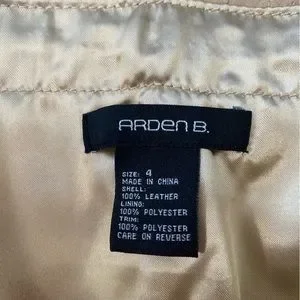 ARDEN B.
SIZE: 4
MADE IN CHINA
SHELL:
100% LEATHER
LINING:
100% POLYESTER
TRIM:
100% POLYESTER
CARE ON REVERSE